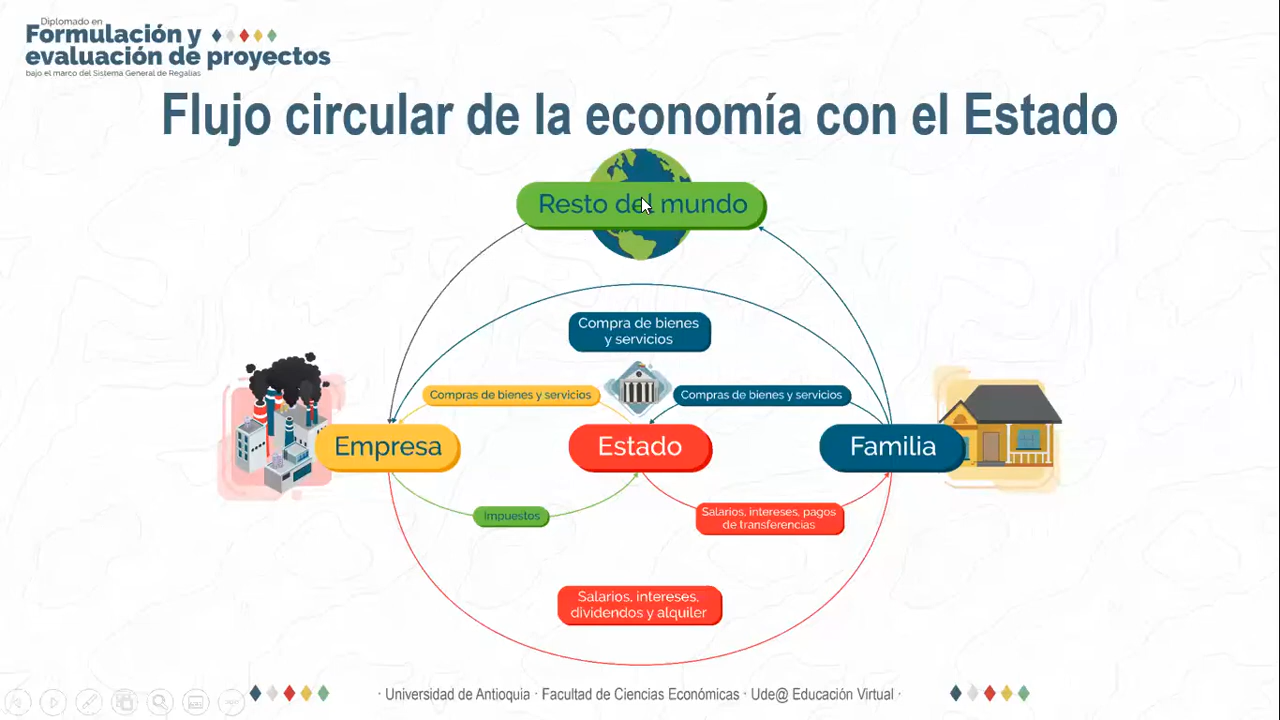 Diplomado en
Formulación y
evaluación de proyectos
bajo el marco del Sistema General de Regalías
Flujo circular de la economía con el Estado
Resto del mundo
Compra de bienes
y servicios
Compras de bienes y servicios
Compras de bienes y servicios
Empresa
Estado
Familia
Impuestos
Salarios, intereses, pagos
de transferencias
Salarios, intereses,
dividendos y alquiler
· Universidad de Antioquia · Facultad de Ciencias Económicas · Ude@ Educación Virtual ·